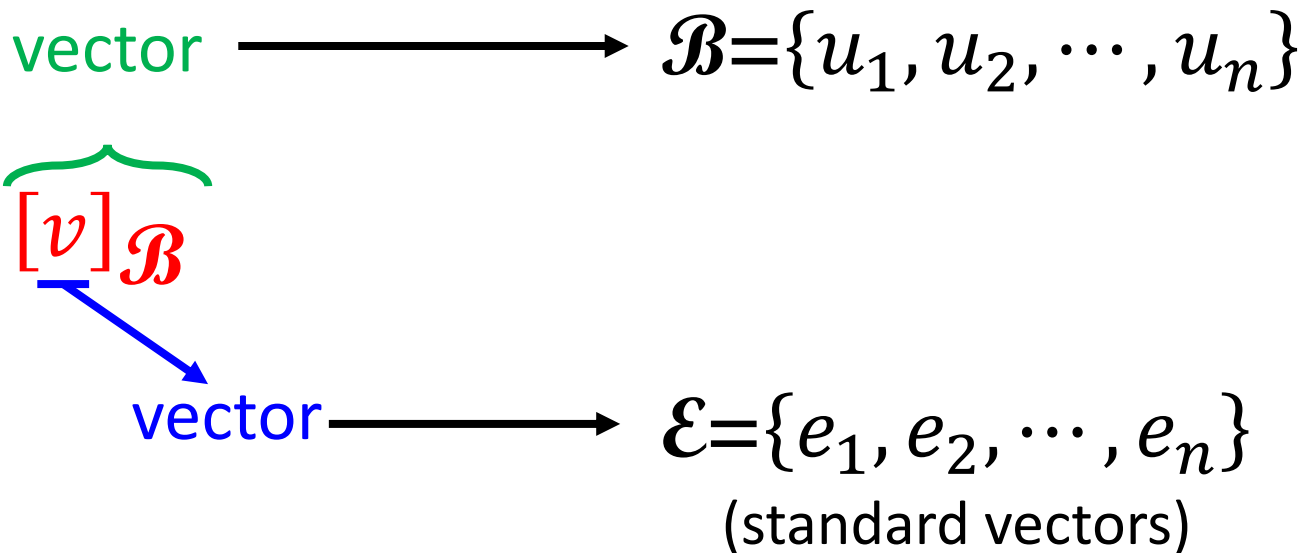 vector ℬ={u₁, u₂, ⋯, uₙ}
[v]ℬ
vector ℰ={e₁, e₂, ⋯, eₙ}
(standard vectors)